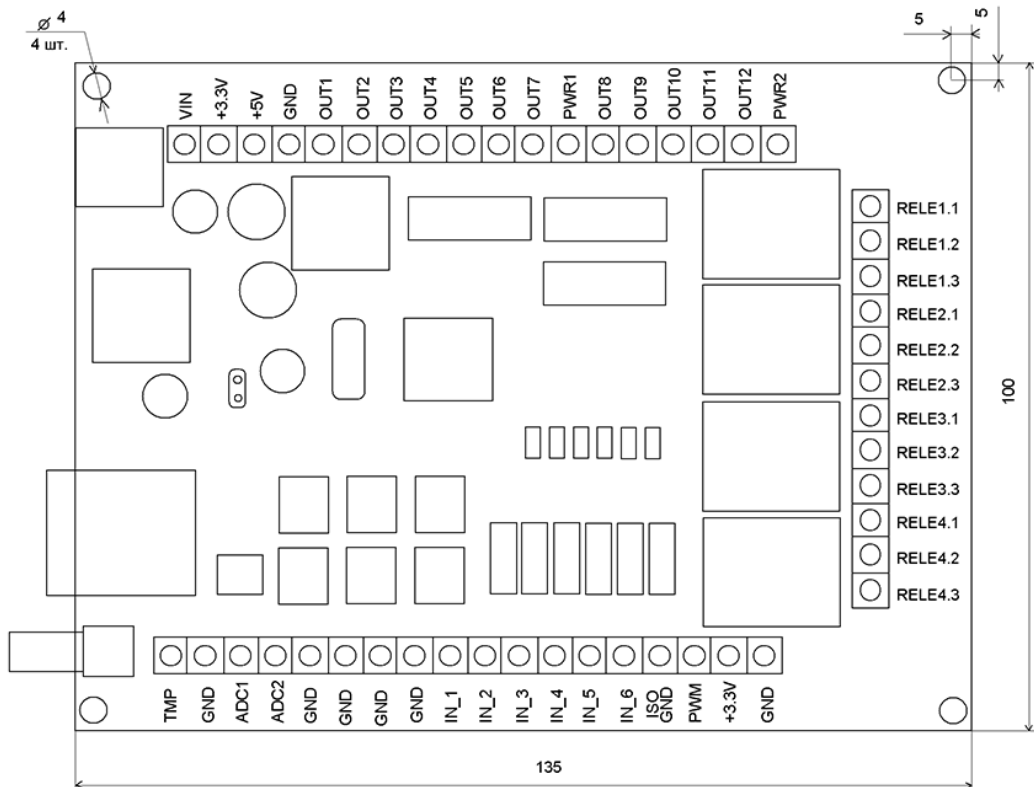 ⌀ 4
4 шт.
5
5
VIN
+3.3V
+5V
GND
OUT1
OUT2
OUT3
OUT4
OUT5
OUT6
OUT7
PWR1
OUT8
OUT9
OUT10
OUT11
OUT12
PWR2
RELE1.1
RELE1.2
RELE1.3
RELE2.1
RELE2.2
RELE2.3
RELE3.1
RELE3.2
RELE3.3
RELE4.1
RELE4.2
RELE4.3
100
TMP
GND
ADC1
ADC2
GND
GND
GND
GND
IN_1
IN_2
IN_3
IN_4
IN_5
IN_6
ISO
GND
PWM
+3.3V
GND
135